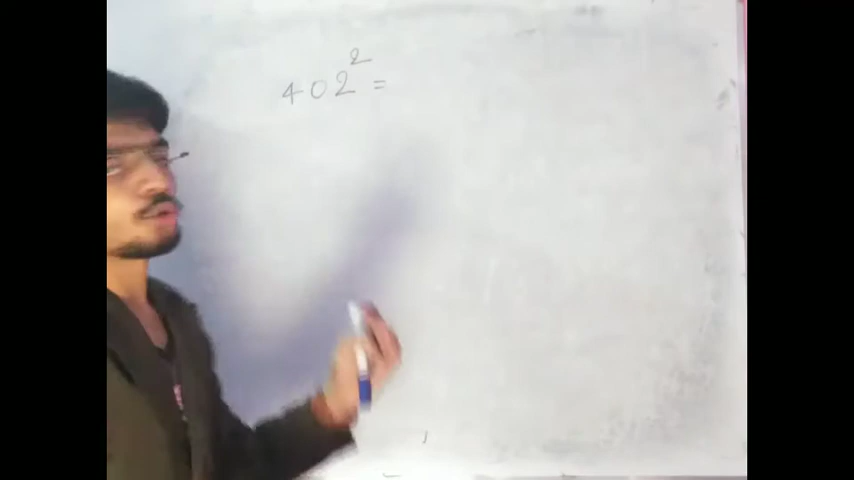 402² =